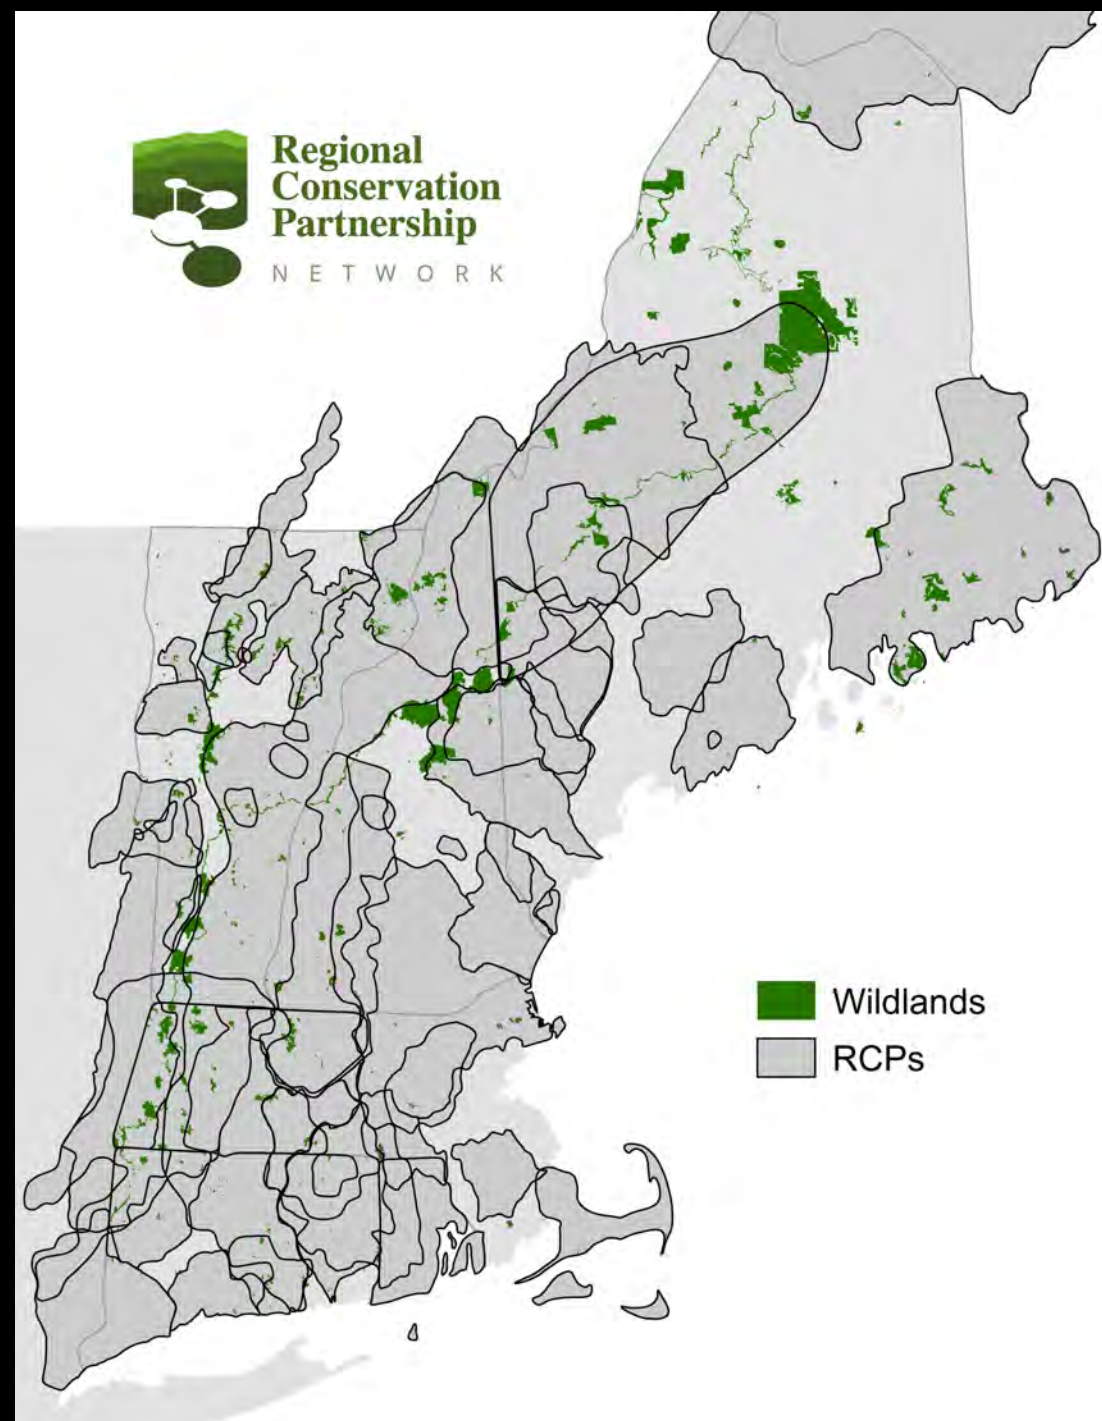 Regional
Conservation
Partnership
NETWORK
Wildlands
RCPs